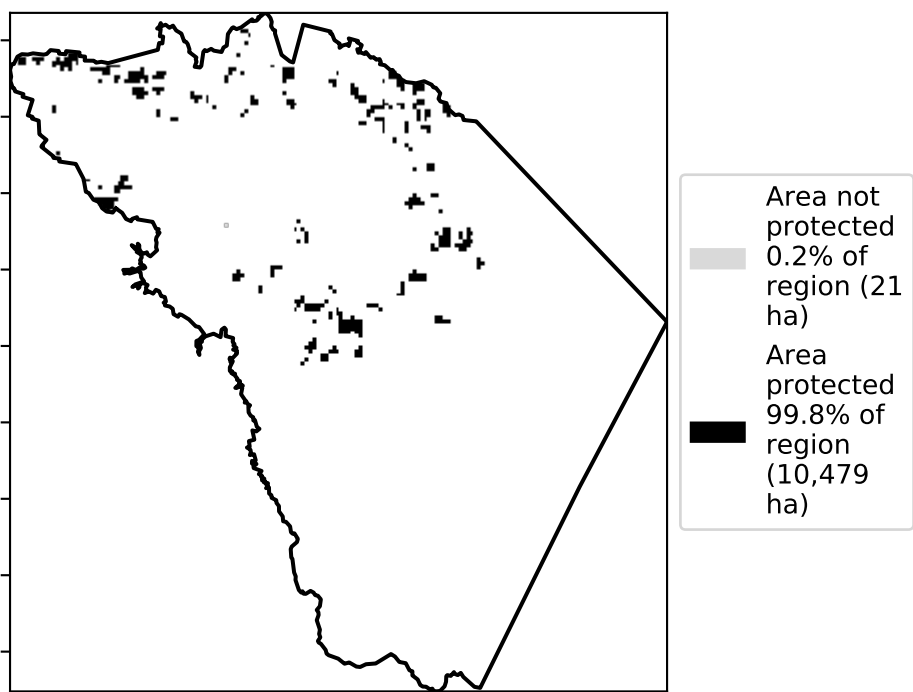 Area not
protected
0.2% of
region (21
ha)
Area
protected
99.8% of
region
(10,479
ha)